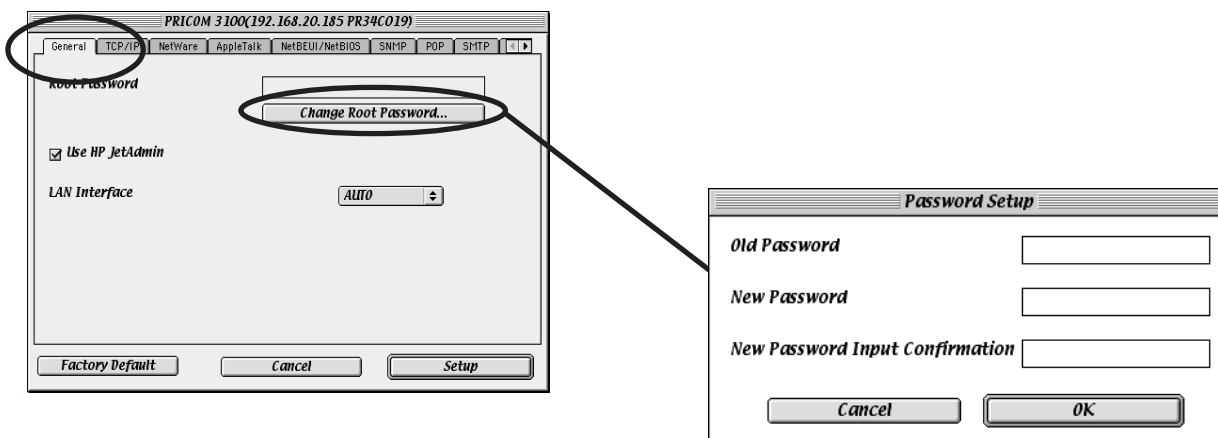 PRICOM 3100(192.168.20.185 PR34CO19)
General TCP/IP NetWare AppleTalk NetBEUI/NetBIOS SNMP POP SMTP
Root Password
Change Root Password...
Use HP JetAdmin
LAN Interface AUTO
Factory Default Cancel Setup
Password Setup
Old Password
New Password
New Password Input Confirmation
Cancel OK